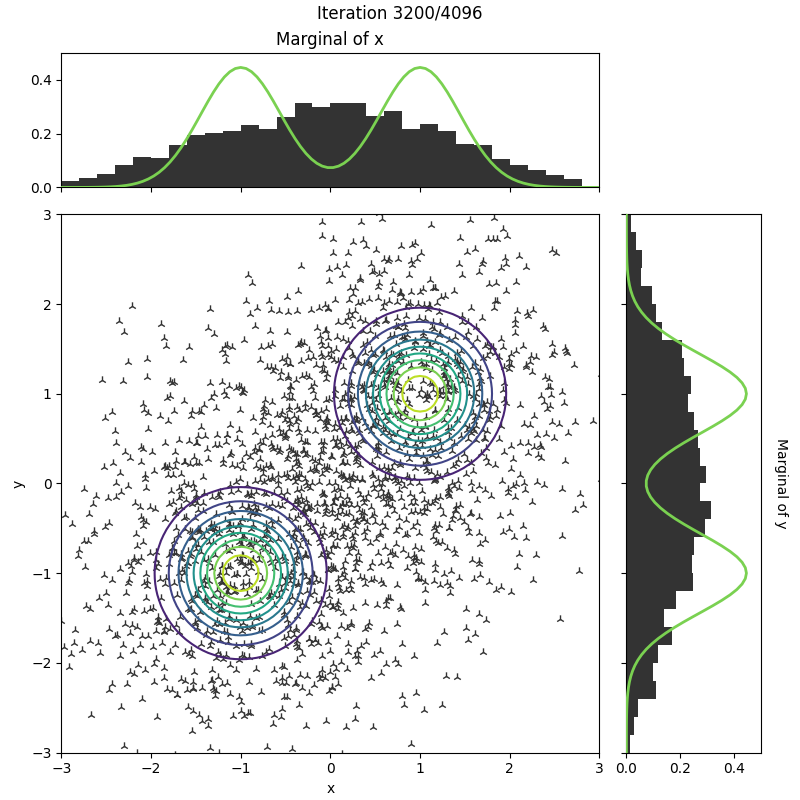 Iteration 3200/4096
Marginal of x
0.4
0.2
0.0
3
2
1
0
−1
−2
−3
y
−3 −2 −1 0 1 2 3
x
0.0 0.2 0.4
Marginal of y